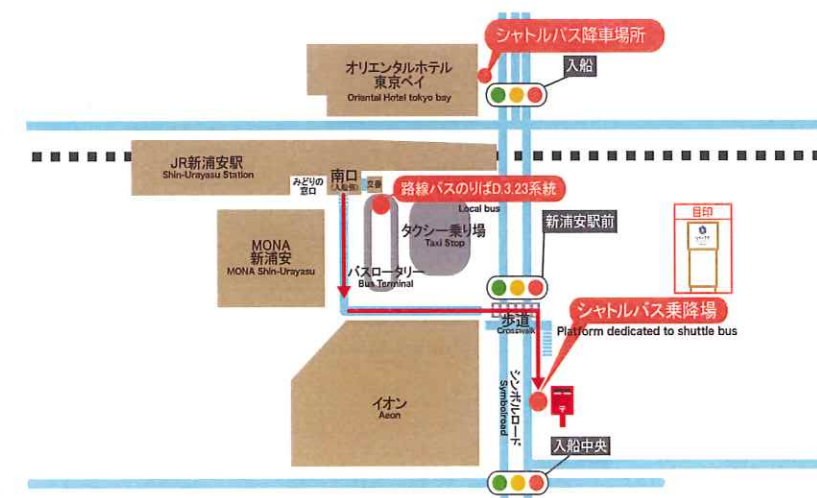 シャトルバス降車場所
オリエンタルホテル
東京ベイ
Oriental Hotel tokyo bay
入船
JR新浦安駅
Shin-Urayasu Station
みどりの
窓口
南口
(入船側)
交番
路線バスのりばD.3,23系統
Local bus
タクシー乗り場
Taxi Stop
新浦安駅前
目印
MONA
新浦安
MONA Shin-Urayasu
バスロータリー
Bus Terminal
シャトルバス乗降場
Platform dedicated to shuttle bus
歩道
Crosswalk
イオン
Aeon
シンボルロード
Symbolroad
〒
入船中央